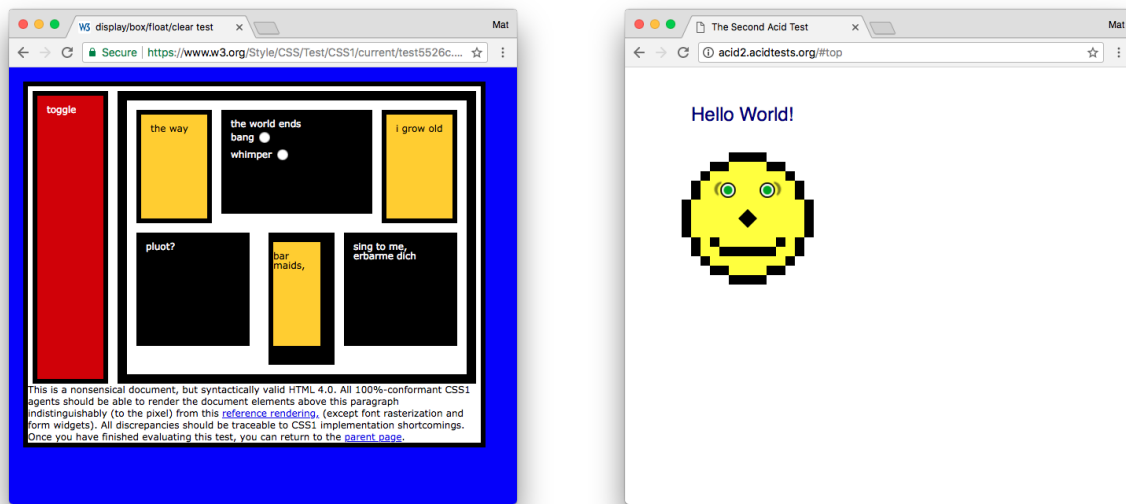 W3 display/box/float/clear test
Mat
Secure | https://www.w3.org/Style/CSS/Test/CSS1/current/test5526c....
toggle
the way
the world ends
bang
whimper
i grow old
pluot?
bar
maids,
sing to me,
erbarme dich
This is a nonsensical document, but syntactically valid HTML 4.0. All 100%-conformant CSS1
agents should be able to render the document elements above this paragraph
indistinguishably (to the pixel) from this reference rendering, (except font rasterization and
form widgets). All discrepancies should be traceable to CSS1 implementation shortcomings.
Once you have finished evaluating this test, you can return to the parent page.
The Second Acid Test
Mat
acid2.acidtests.org/#top
Hello World!